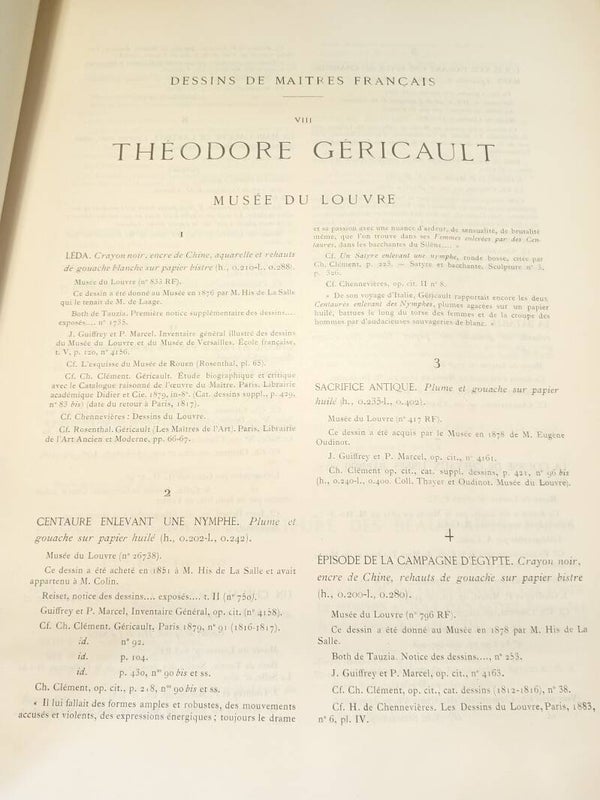 DESSINS DE MAITRES FRANÇAIS
VIII
THÉODORE GÉRICAULT
MUSÉE DU LOUVRE
1
LÉDA. Crayon noir, encre de Chine, aquarelle et rehauts
de gouache blanche sur papier bistre (h., 0.210-l., 0.288).
Musée du Louvre (nº 833 RF).
Ce dessin a été donné au Musée en 1876 par M. His de La Salle
qui le tenait de M. de Laage.
Both de Tauzia. Première notice supplémentaire des dessins....
exposés.... nº 1735.
J. Guiffrey et P. Marcel. Inventaire général illustré des dessins
du Musée du Louvre et du Musée de Versailles. École française,
t. V, p. 120, nº 4156.
Cf. L'esquisse du Musée de Rouen (Rosenthal, pl. 65).
Cf. Ch. Clément. Géricault. Étude biographique et critique
avec le Catalogue raisonné de l'œuvre du Maitre. Paris, Librairie
académique Didier et Cie. 1879, in-8º. (Cat. dessins suppl., p. 429,
nº 83 bis) (date du retour à Paris, 1817).
Cf. Chennevières : Dessins du Louvre.
Cf. Rosenthal. Géricault (Les Maîtres de l'Art). Paris, Librairie
de l'Art Ancien et Moderne, pp. 66-67.
2
CENTAURE ENLEVANT UNE NYMPHE. Plume et
gouache sur papier huilé (h., 0.202-l., 0.242).
Musée du Louvre (nº 26738).
Ce dessin a été acheté en 1851 à M. His de La Salle et avait
appartenu à M. Colin.
Reiset, notice des dessins.... exposés.... t. II (nº 750).
Guiffrey et P. Marcel, Inventaire Général, op. cit. (nº 4158).
Cf. Ch. Clément. Géricault, Paris 1879, nº 91 (1816-1817).
id. nº 92.
id. p. 104.
id. p. 430, nºˢ 90 bis et ss.
Ch. Clément, op. cit., p. 218, nºˢ 90 bis et ss.
« Il lui fallait des formes amples et robustes, des mouvements
accusés et violents, des expressions énergiques ; toujours le drame
et sa passion avec une nuance d'ardeur, de sensualité, de brutalité
même, que l'on trouve dans ses Femmes enlevées par des Cen-
taures, dans les bacchantes du Silène.... »
Cf. Un Satyre enlevant une nymphe, ronde bosse, citée par
Ch. Clément, p. 223. — Satyre et bacchante, Sculpture nº 3,
p. 326.
Cf. Chennevières, op. cit. II nº 8.
« De son voyage d'Italie, Géricault rapportait encore les deux
Centaures enlevant des Nymphes, plumes agacées sur un papier
huilé, battues le long du torse des femmes et de la croupe des
hommes par d'audacieuses sauvageries de blanc. »
3
SACRIFICE ANTIQUE. Plume et gouache sur papier
huilé (h., 0.235-l., 0.402).
Musée du Louvre (nº 417 RF).
Ce dessin a été acquis par le Musée en 1878 de M. Eugène
Oudinot.
J. Guiffrey et P. Marcel, op. cit., nº 4161.
Ch. Clément op. cit., cat. suppl. dessins, p. 421, nº 96 bis
(h., 0.240-l., 0.400. Coll. Thayer et Oudinot. Musée du Louvre).
4
ÉPISODE DE LA CAMPAGNE D'ÉGYPTE. Crayon noir,
encre de Chine, rehauts de gouache sur papier bistre
(h., 0.200-l., 0.280).
Musée du Louvre (nº 796 RF).
Ce dessin a été donné au Musée en 1878 par M. His de La
Salle.
Both de Tauzia. Notice des dessins...., nº 253.
J. Guiffrey et P. Marcel, op. cit., nº 4163.
Cf. Ch. Clément, op. cit., cat. dessins (1812-1816), nº 38.
Cf. H. de Chennevières. Les Dessins du Louvre, Paris, 1883,
nº 6, pl. IV.